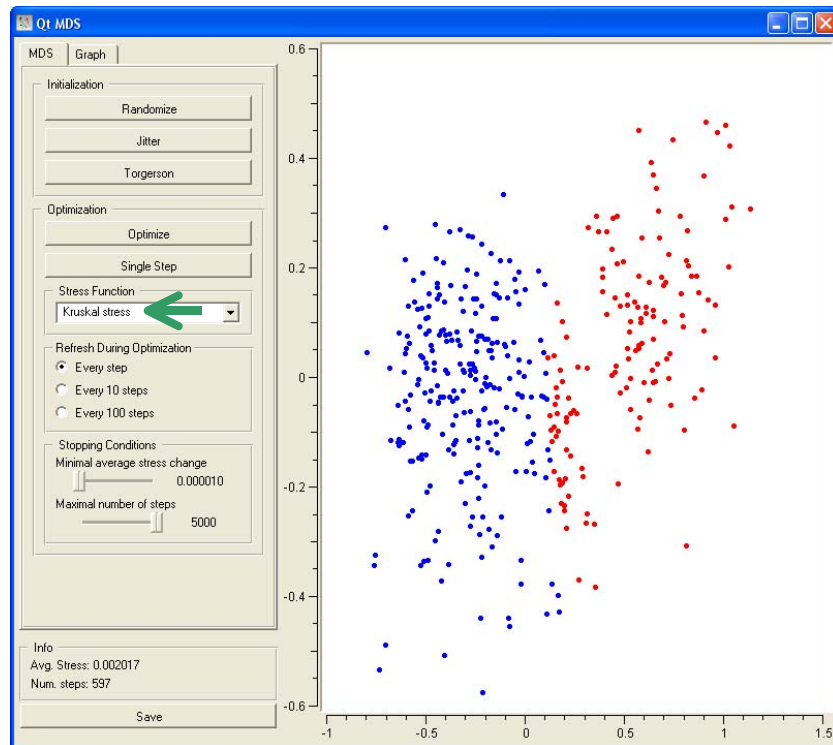 Qt MDS
MDS
Graph
Initialization
Randomize
Jitter
Torgerson
Optimization
Optimize
Single Step
Stress Function
Kruskal stress
Refresh During Optimization
Every step
Every 10 steps
Every 100 steps
Stopping Conditions
Minimal average stress change
0.000010
Maximal number of steps
5000
Info
Avg. Stress: 0.002017
Num. steps: 597
Save
0.6
0.4
0.2
0
-0.2
-0.4
-0.6
-1 -0.5 0 0.5 1 1.5